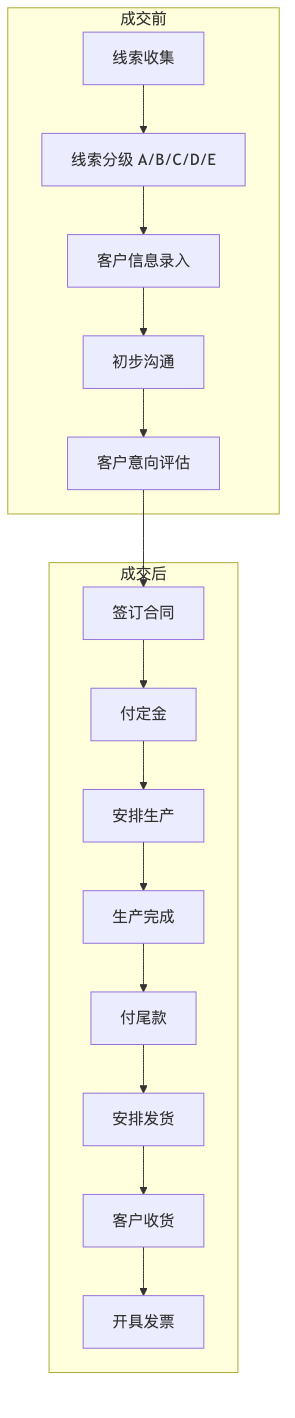 成交前
线索收集
线索分级 A/B/C/D/E
客户信息录入
初步沟通
客户意向评估
成交后
签订合同
付定金
安排生产
生产完成
付尾款
安排发货
客户收货
开具发票